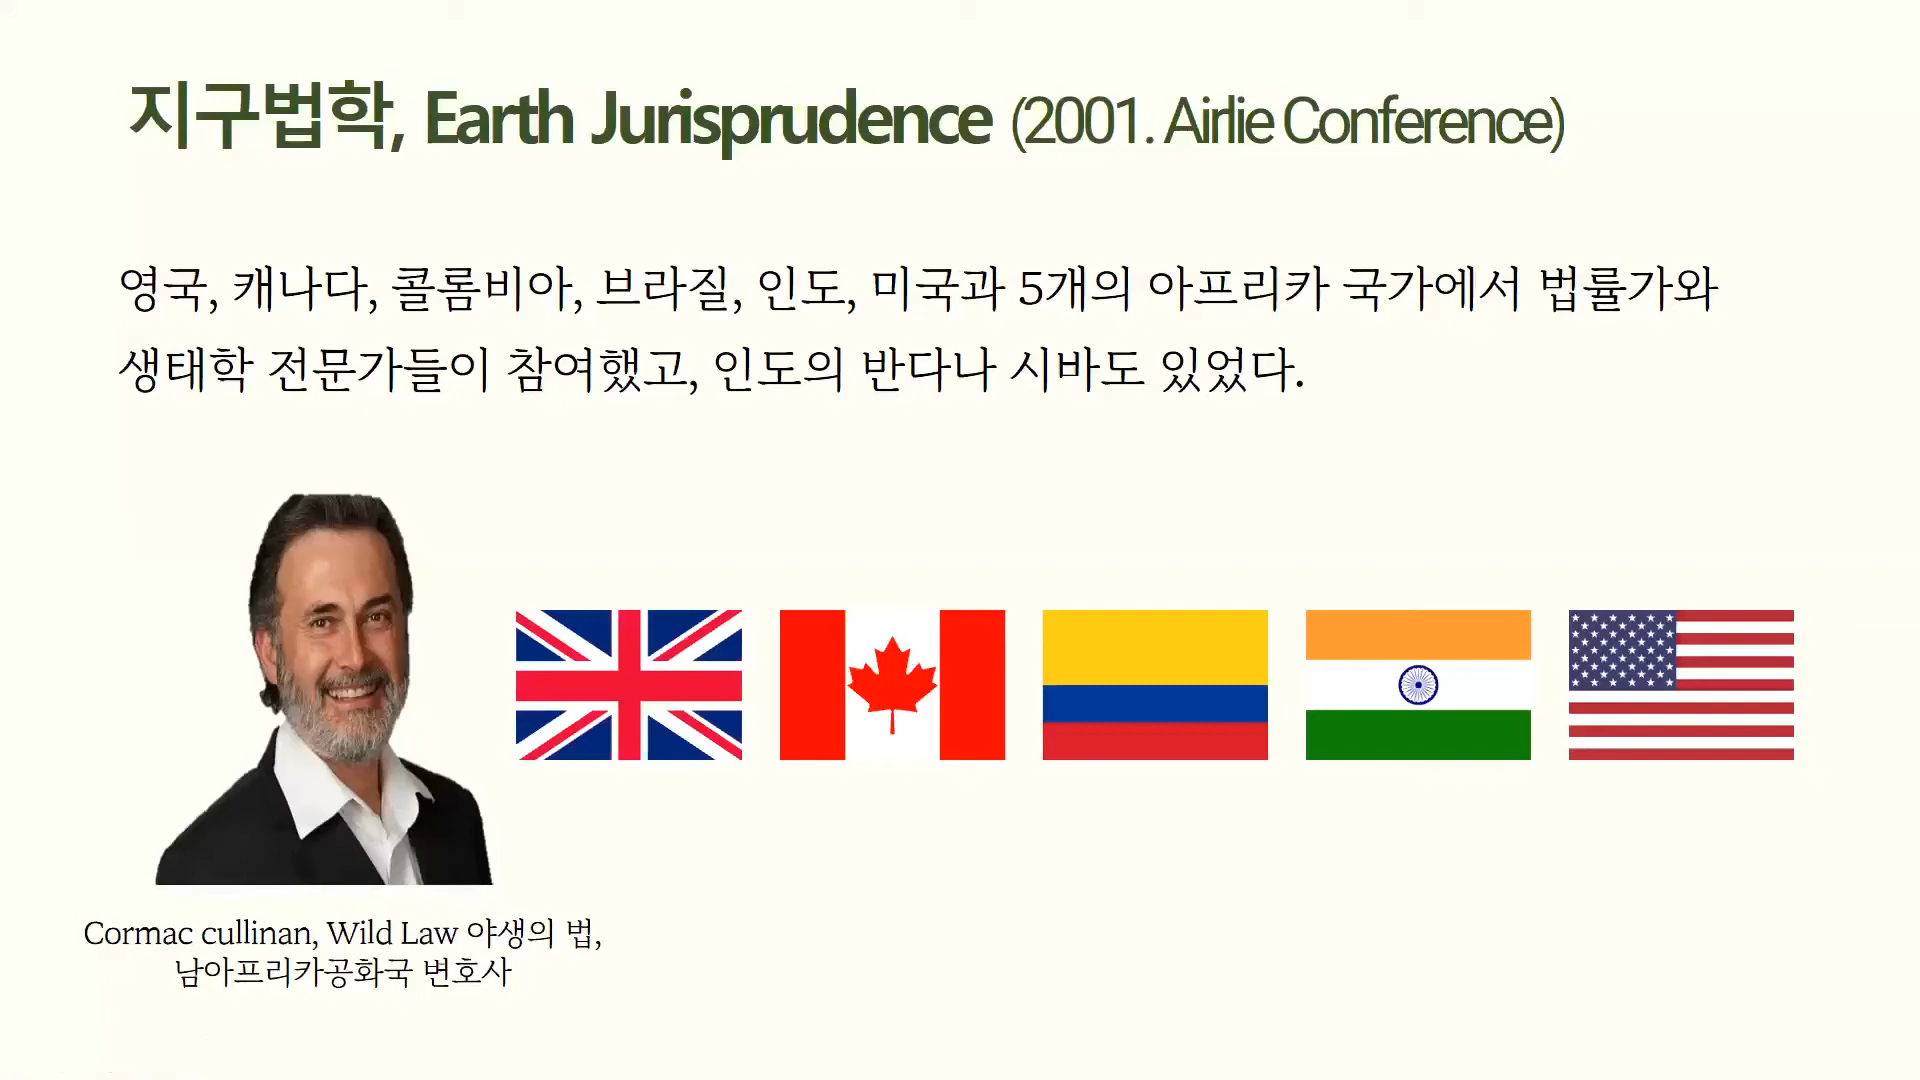 지구법학, Earth Jurisprudence (2001. Airlie Conference)
영국, 캐나다, 콜롬비아, 브라질, 인도, 미국과 5개의 아프리카 국가에서 법률가와
생태학 전문가들이 참여했고, 인도의 반다나 시바도 있었다.
Cormac cullinan, Wild Law 야생의 법,
남아프리카공화국 변호사